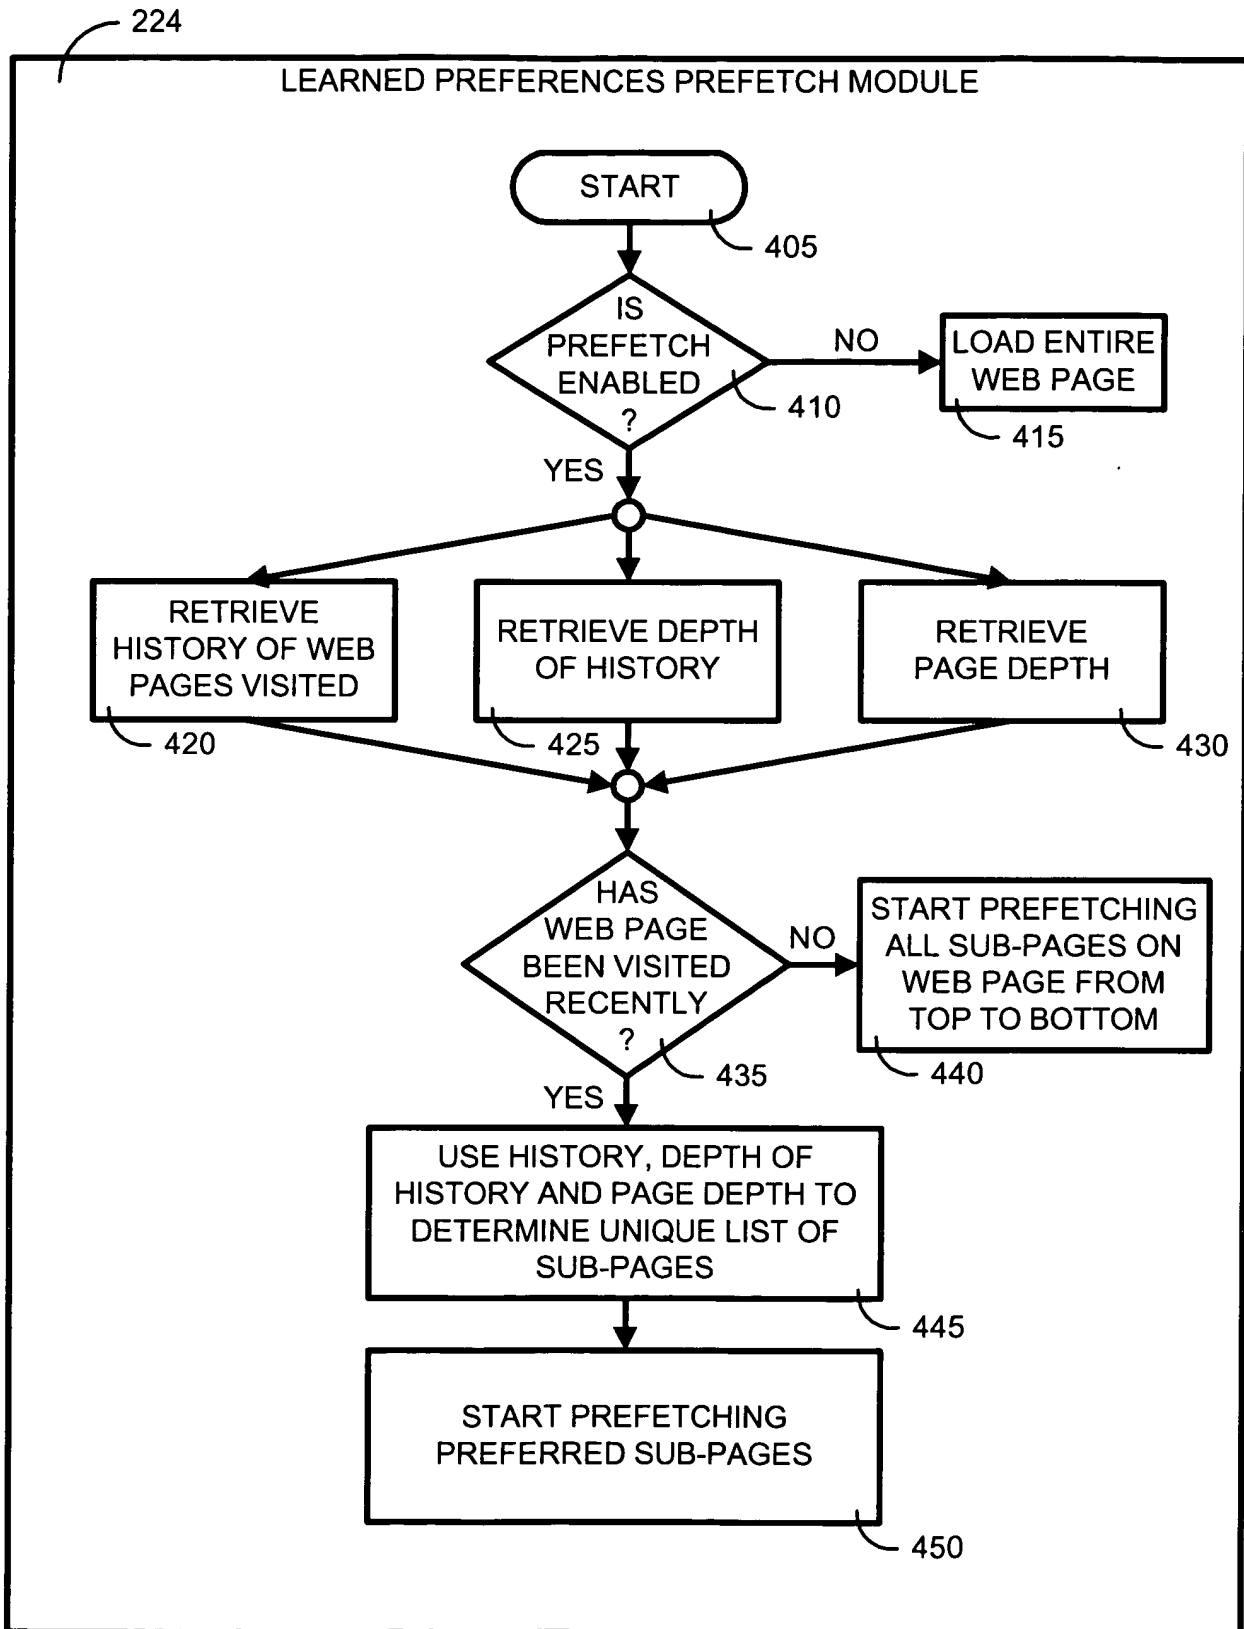 224
LEARNED PREFERENCES PREFETCH MODULE
START
405
IS
PREFETCH
ENABLED
?
410
NO
LOAD ENTIRE
WEB PAGE
415
YES
RETRIEVE
HISTORY OF WEB
PAGES VISITED
420
RETRIEVE DEPTH
OF HISTORY
425
RETRIEVE
PAGE DEPTH
430
HAS
WEB PAGE
BEEN VISITED
RECENTLY
?
435
NO
START PREFETCHING
ALL SUB-PAGES ON
WEB PAGE FROM
TOP TO BOTTOM
440
YES
USE HISTORY, DEPTH OF
HISTORY AND PAGE DEPTH TO
DETERMINE UNIQUE LIST OF
SUB-PAGES
445
START PREFETCHING
PREFERRED SUB-PAGES
450